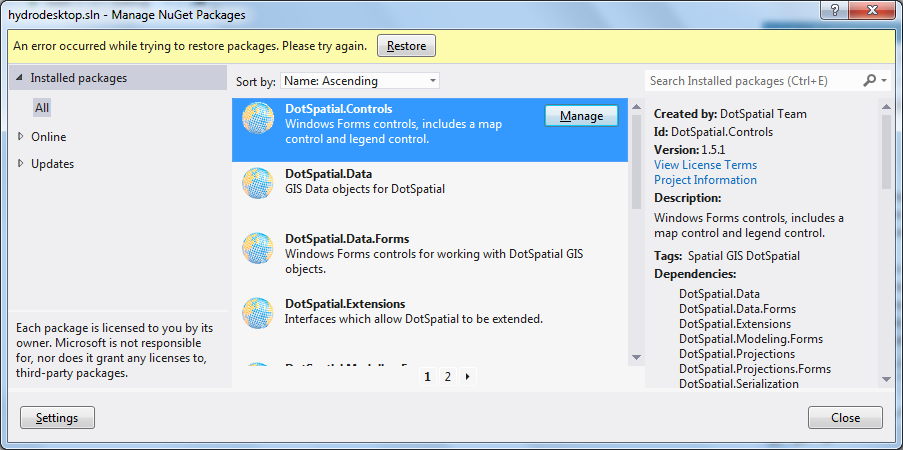 hydrodesktop.sln - Manage NuGet Packages
An error occurred while trying to restore packages. Please try again.
Restore
Installed packages
All
Online
Updates
Each package is licensed to you by its
owner. Microsoft is not responsible
for, nor does it grant any licenses to,
third-party packages.
Sort by:
Name: Ascending
DotSpatial.Controls
Windows Forms controls, includes a map
control and legend control.
Manage
DotSpatial.Data
GIS Data objects for DotSpatial
DotSpatial.Data.Forms
Windows Forms controls for working with DotSpatial GIS
objects.
DotSpatial.Extensions
Interfaces which allow DotSpatial to be extended.
1 2
Search Installed packages (Ctrl+E)
Created by: DotSpatial Team
Id: DotSpatial.Controls
Version: 1.5.1
View License Terms
Project Information
Description:
Windows Forms controls, includes a
map control and legend control.
Tags: Spatial GIS DotSpatial
Dependencies:
DotSpatial.Data
DotSpatial.Data.Forms
DotSpatial.Extensions
DotSpatial.Modeling.Forms
DotSpatial.Projections
DotSpatial.Projections.Forms
DotSpatial.Serialization
Settings
Close